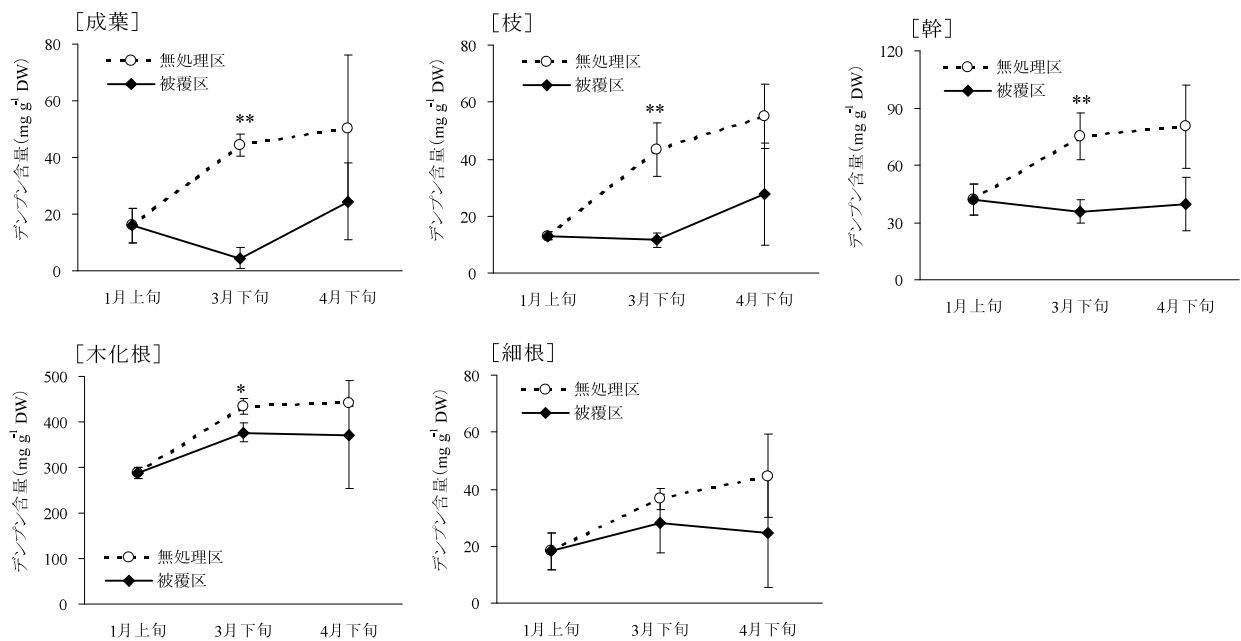 [成葉]
デンプン含量(mg g⁻¹ DW)
80
60
40
20
0
無処理区
被覆区
**
1月上旬 3月下旬 4月下旬
[枝]
デンプン含量(mg g⁻¹ DW)
80
60
40
20
0
無処理区
被覆区
**
1月上旬 3月下旬 4月下旬
[幹]
デンプン含量(mg g⁻¹ DW)
120
90
60
30
0
無処理区
被覆区
**
1月上旬 3月下旬 4月下旬
[木化根]
デンプン含量(mg g⁻¹ DW)
500
400
300
200
100
0
*
無処理区
被覆区
1月上旬 3月下旬 4月下旬
[細根]
デンプン含量(mg g⁻¹ DW)
80
60
40
20
0
無処理区
被覆区
1月上旬 3月下旬 4月下旬